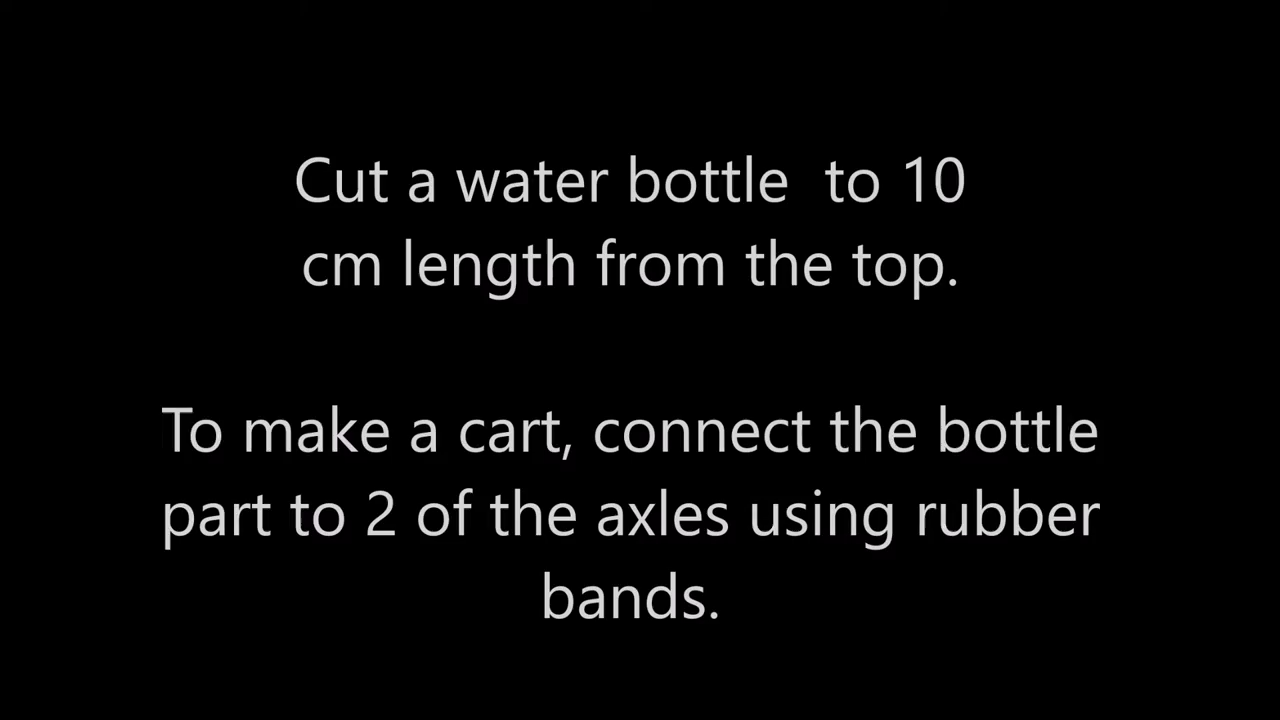 Cut a water bottle  to 10
cm length from the top.
To make a cart, connect the bottle
part to 2 of the axles using rubber
bands.